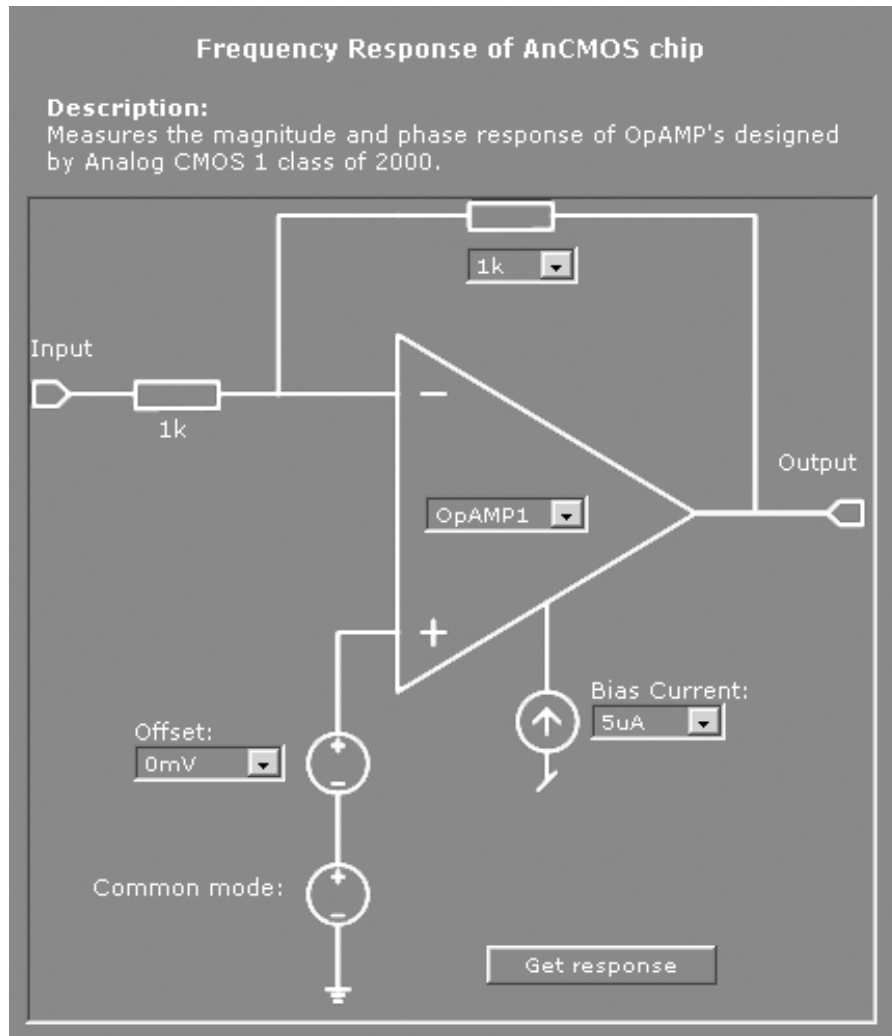 Frequency Response of AnCMOS chip
Description:
Measures the magnitude and phase response of OpAMP's designed
by Analog CMOS 1 class of 2000.
1k
Input
1k
Output
OpAMP1
Bias Current:
5uA
Offset:
0mV
Common mode:
Get response